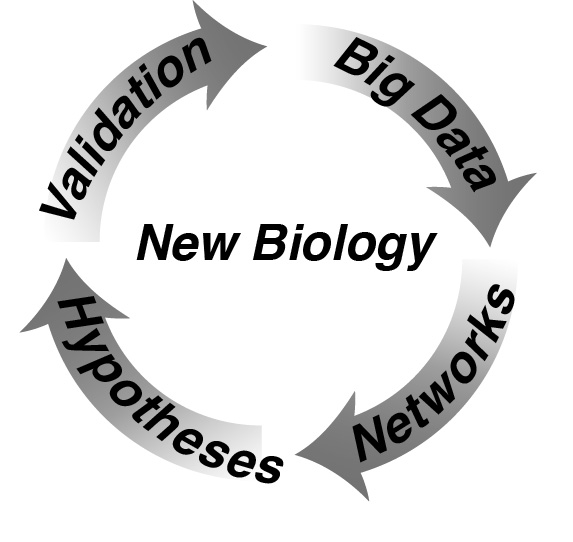 Validation
Big Data
New Biology
Networks
Hypotheses